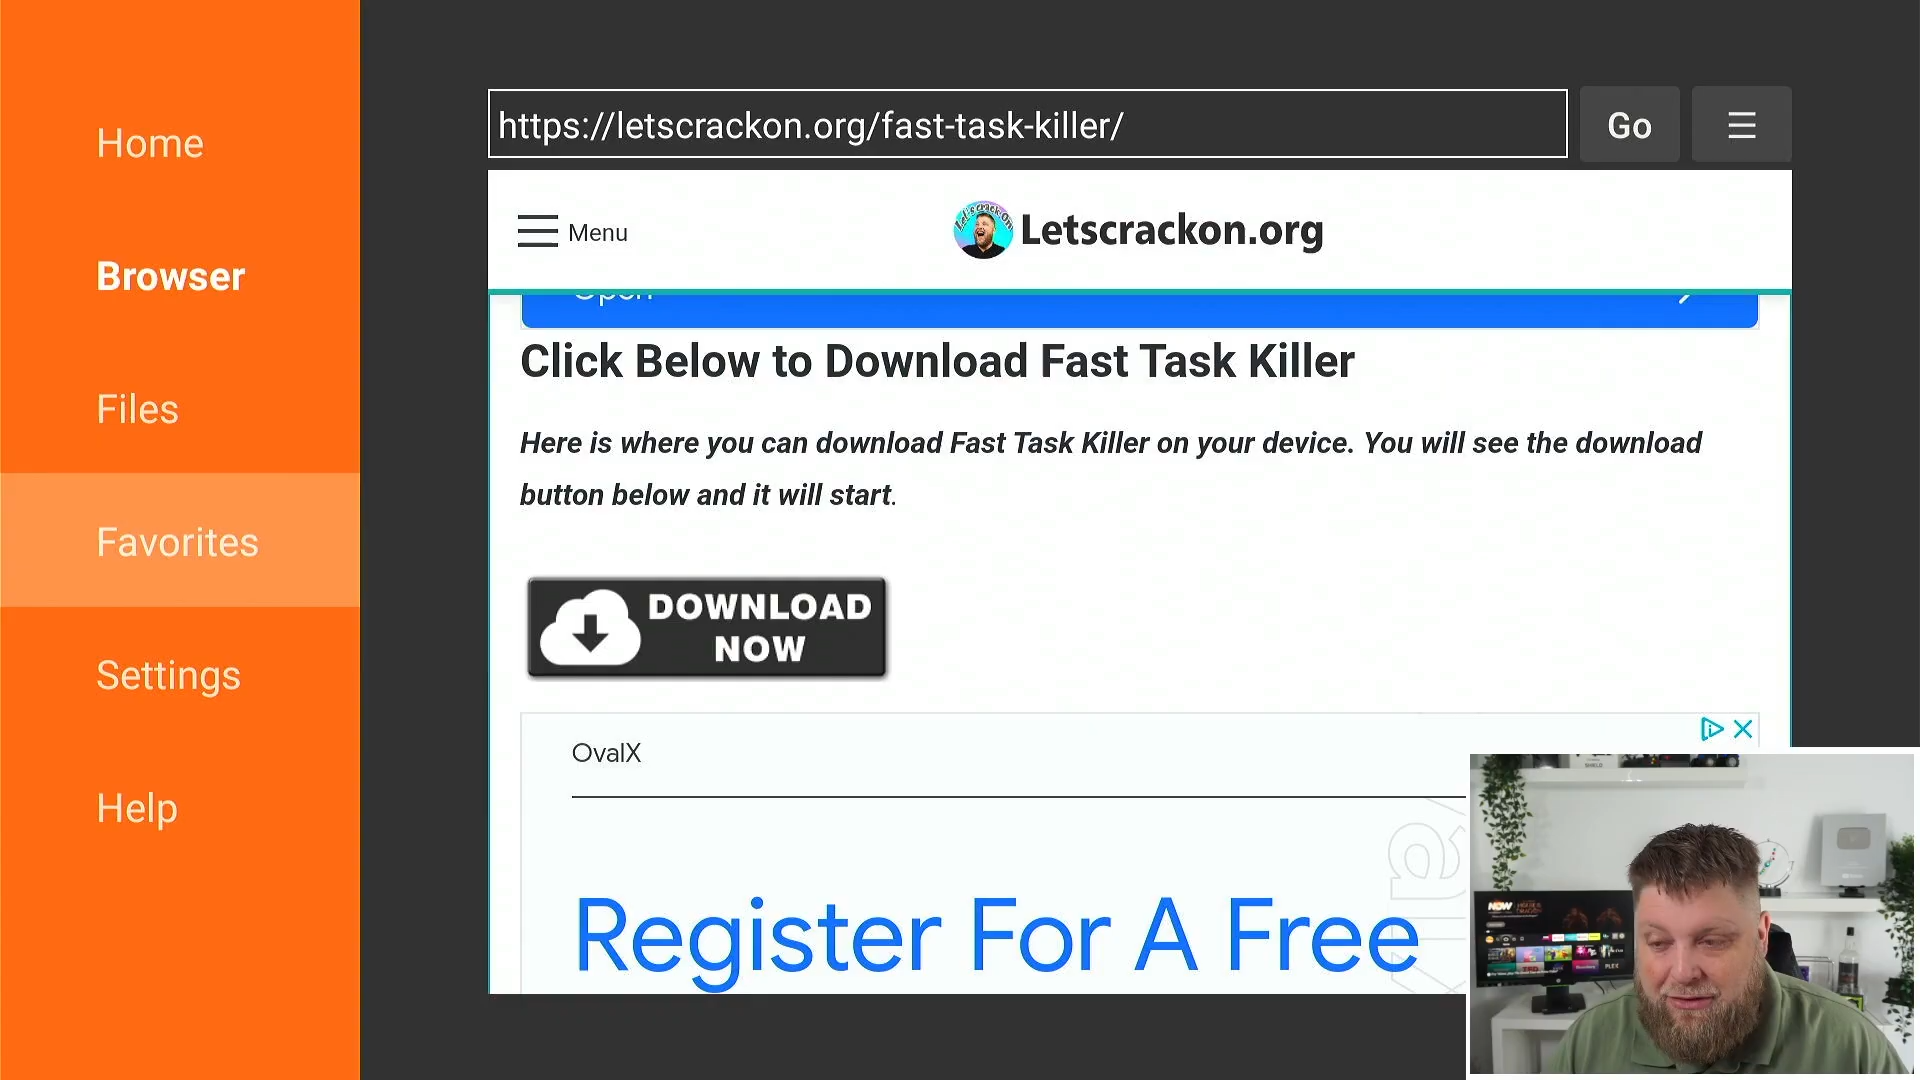 Home
Browser
Files
Favorites
Settings
Help
https://letscrackon.org/fast-task-killer/
Go
Menu
Letscrackon.org
Open
Click Below to Download Fast Task Killer
Here is where you can download Fast Task Killer on your device. You will see the download
button below and it will start.
DOWNLOAD
NOW
OvalX
Register For A Free
NOW